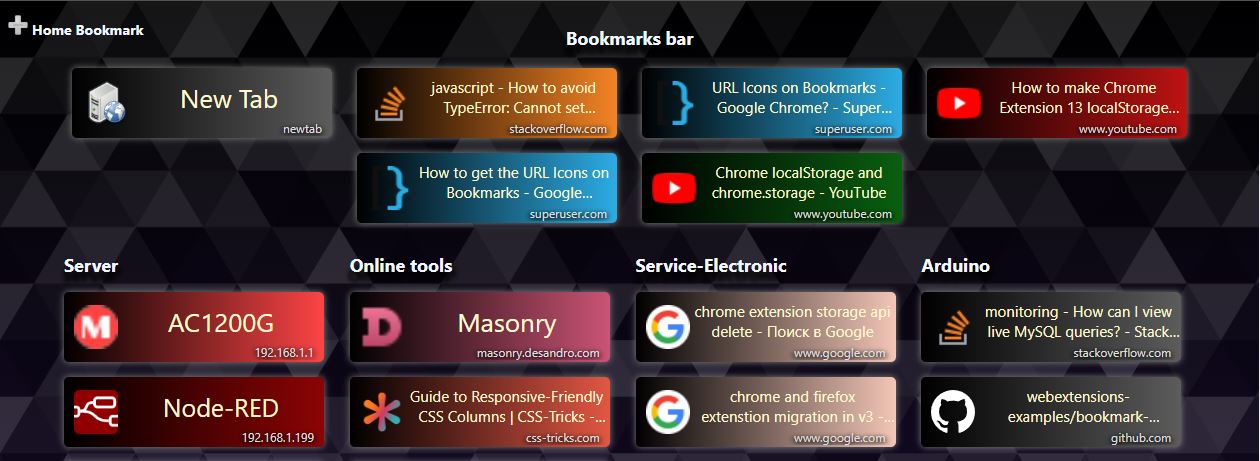 Home Bookmark
Bookmarks bar
New Tab
newtab
javascript - How to avoid
TypeError: Cannot set...
stackoverflow.com
URL Icons on Bookmarks -
Google Chrome? - Super...
superuser.com
How to make Chrome
Extension 13 localStorage...
www.youtube.com
How to get the URL Icons on
Bookmarks - Google...
superuser.com
Chrome localStorage and
chrome.storage - YouTube
www.youtube.com
Server
Online tools
Service-Electronic
Arduino
AC1200G
192.168.1.1
Masonry
masonry.desandro.com
chrome extension storage api
delete - Поиск в Google
www.google.com
monitoring - How can I view
live MySQL queries? - Stack...
stackoverflow.com
Node-RED
192.168.1.199
Guide to Responsive-Friendly
CSS Columns | CSS-Tricks -...
css-tricks.com
chrome and firefox
extenstion migration in v3 -...
www.google.com
webextensions-
examples/bookmark-...
github.com